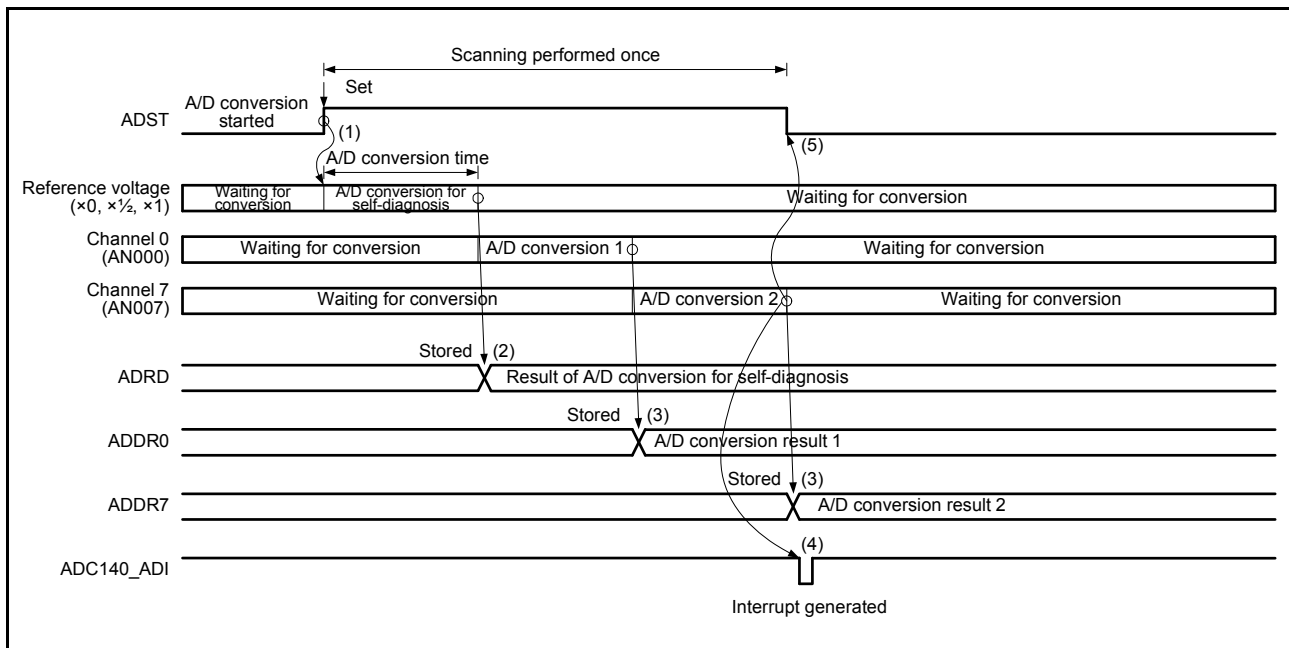 Scanning performed once
Set
A/D conversion
started
ADST
(1)
(5)
A/D conversion time
Reference voltage
(×0, ×½, ×1)
Waiting for
conversion
A/D conversion for
self-diagnosis
Waiting for conversion
Channel 0
(AN000)
Waiting for conversion
A/D conversion 1
Waiting for conversion
Channel 7
(AN007)
Waiting for conversion
A/D conversion 2
Waiting for conversion
Stored
(2)
ADRD
Result of A/D conversion for self-diagnosis
Stored
(3)
ADDR0
A/D conversion result 1
Stored
(3)
ADDR7
A/D conversion result 2
(4)
ADC140_ADI
Interrupt generated